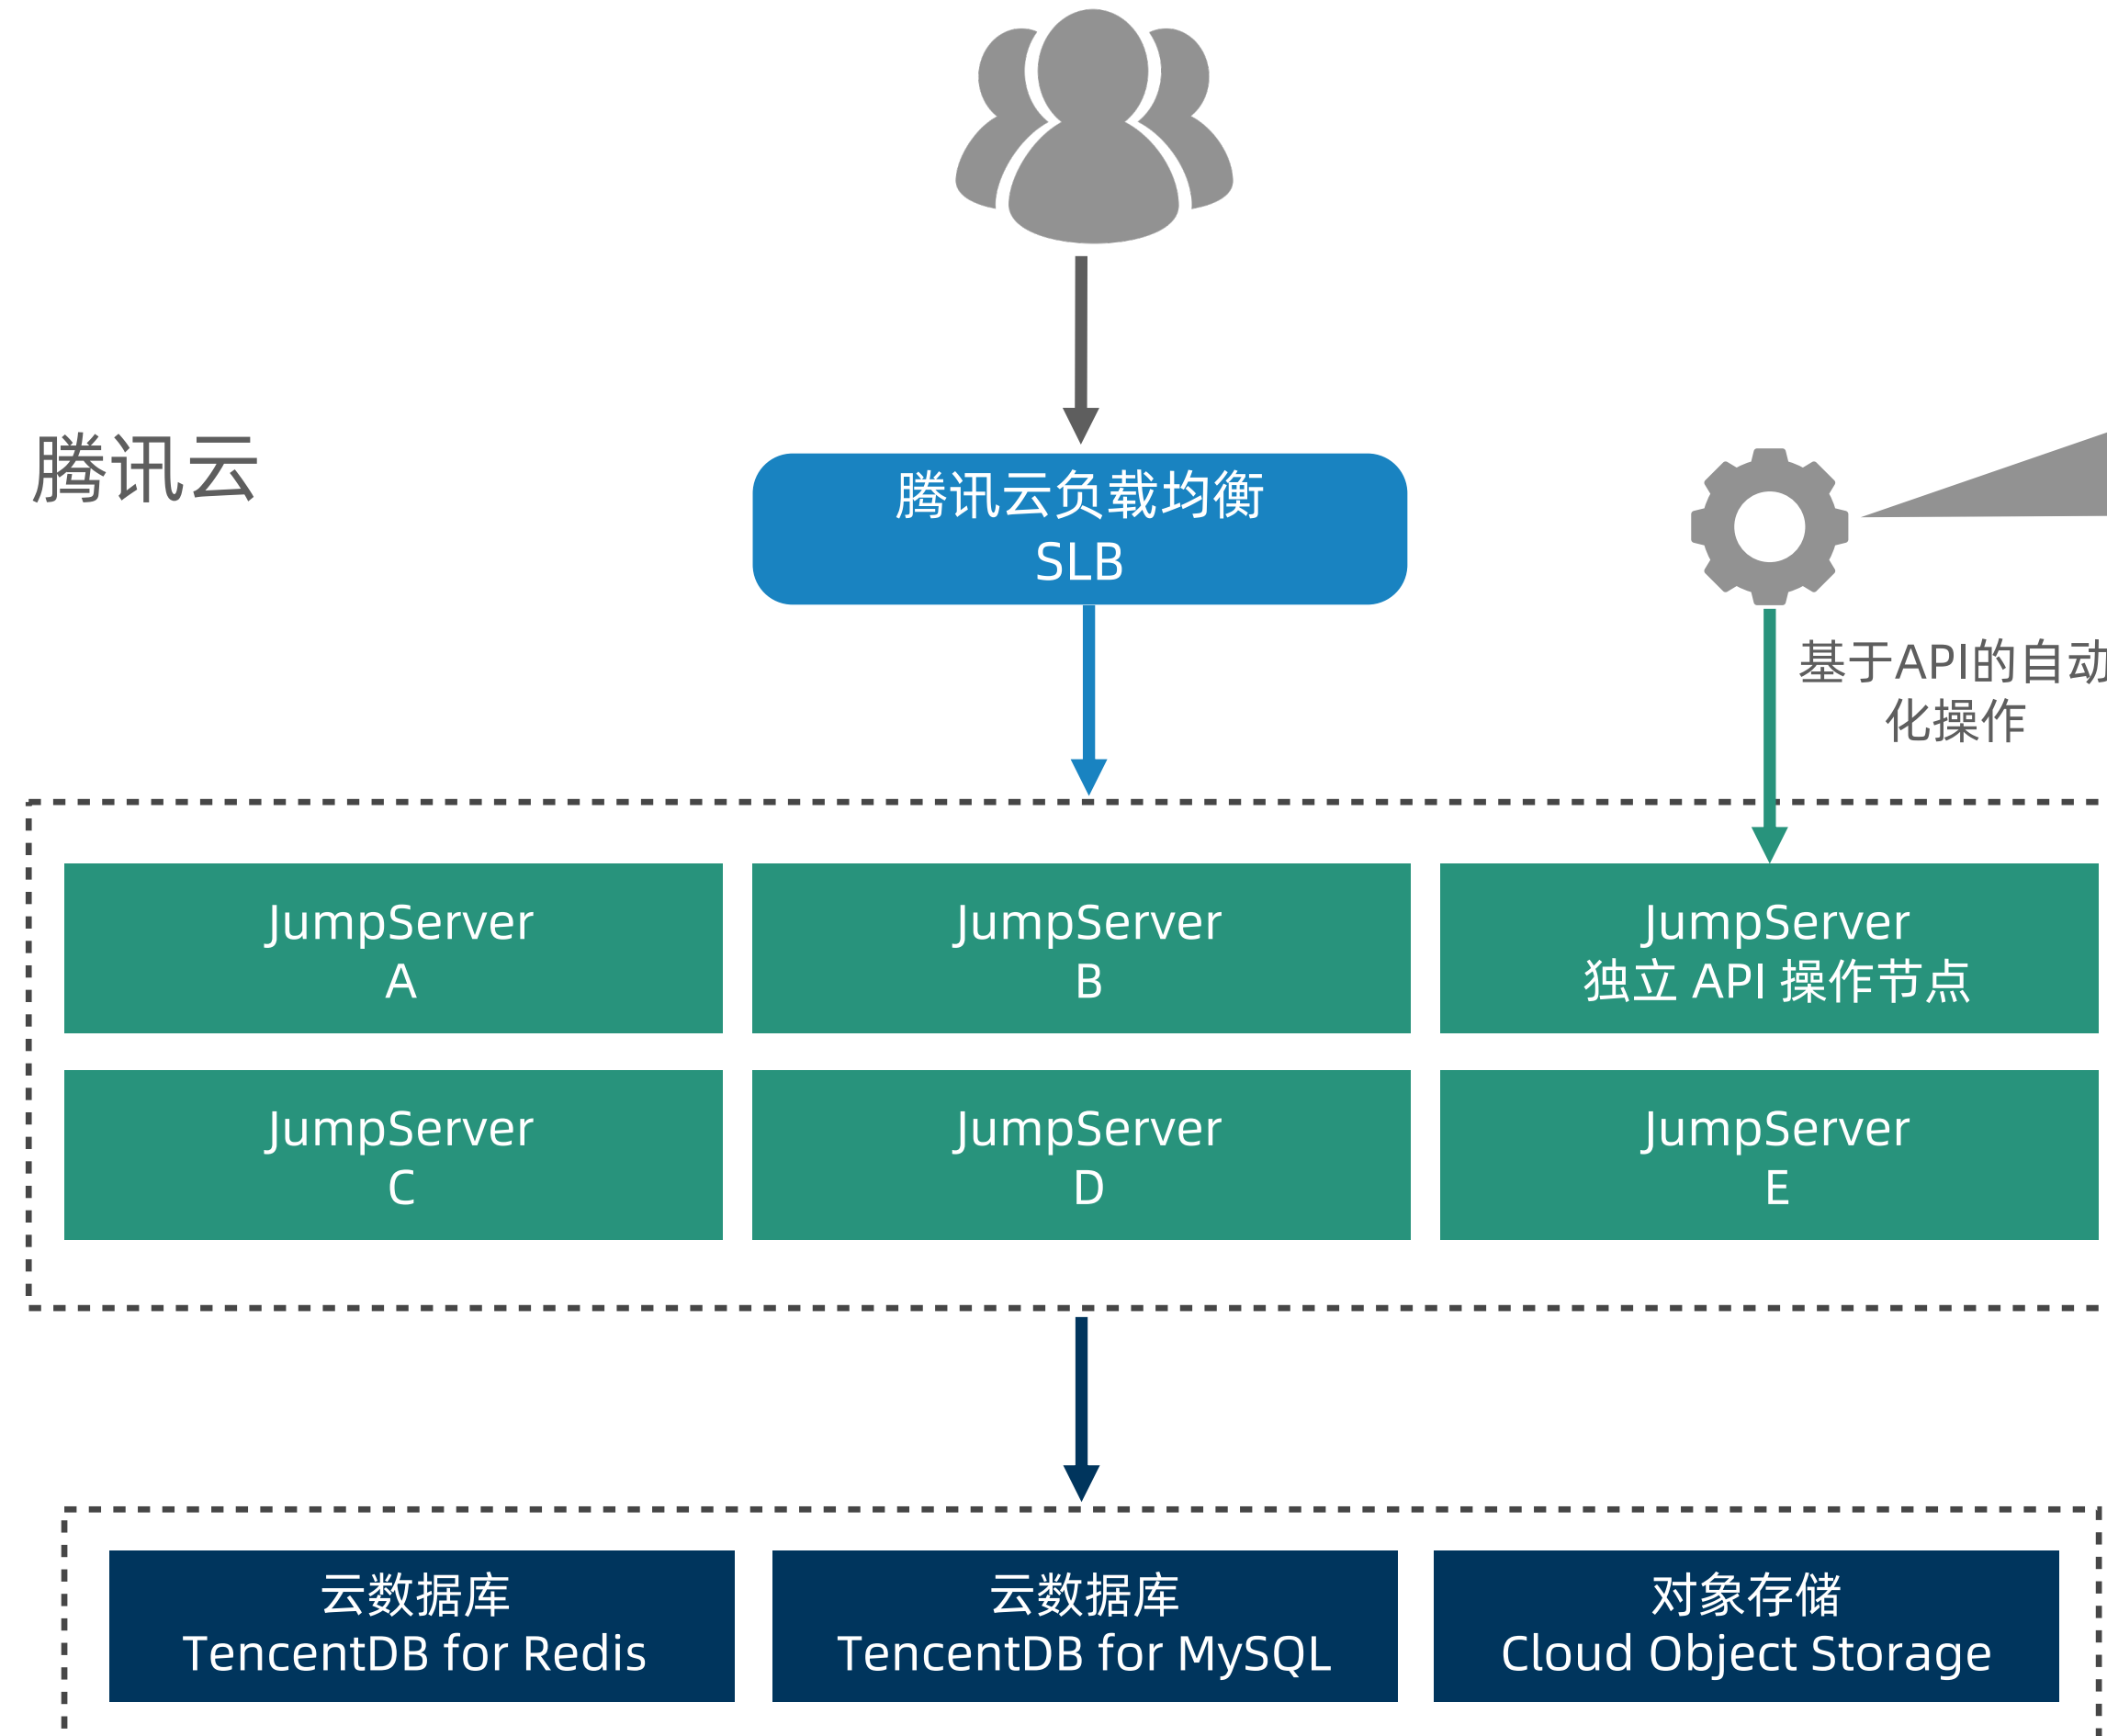 腾讯云
腾讯云负载均衡
SLB
基于API的自动
化操作
JumpServer
A
JumpServer
B
JumpServer
独立 API 操作节点
JumpServer
C
JumpServer
D
JumpServer
E
云数据库
TencentDB for Redis
云数据库
TencentDB for MySQL
对象存储
Cloud Object Storage